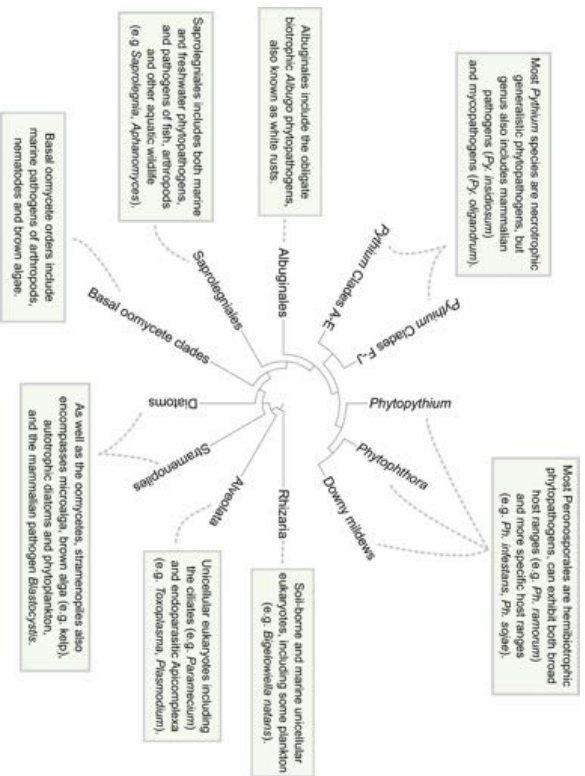 Most Pythium species are necrotrophic
generalistic phytopathogens, but
genus also includes mammalian
pathogens (Py. insidiosum)
and mycopathogens (Py. oligandrum).
Most Peronosporales are hemibiotrophic
phytopathogens, can exhibit both broad
host ranges (e.g. Ph. ramorum)
and more specific host ranges
(e.g. Ph. infestans, Ph. sojae).
Albuginales include the obligate
biotrophic Albugo phytopathogens,
also known as white rusts.
Pythium Clades A-E
Pythium Clades F-J
Phytopythium
Phytophthora
Downy mildews
Albuginales
Rhizaria
Soil-borne and marine unicellular
eukaryotes, including some plankton
(e.g. Bigelowiella natans).
Saprolegniales includes both marine
and freshwater phytopathogens,
and pathogens of fish, arthropods
and other aquatic wildlife
(e.g Saprolegnia, Aphanomyces).
Saprolegniales
Basal oomycete clades
Diatoms
Stramenopiles
Alveolata
Unicellular eukaryotes including
the ciliates (e.g. Paramecium)
and endoparasitic Apicomplexa
(e.g. Toxoplasma, Plasmodium).
Basal oomycete orders include
marine pathogens of arthropods,
nematodes and brown algae.
As well as the oomycetes, stramenopiles also
encompasses microalga, brown alga (e.g. kelp),
autotrophic diatoms and phytoplankton,
and the mammalian pathogen Blastocystis.